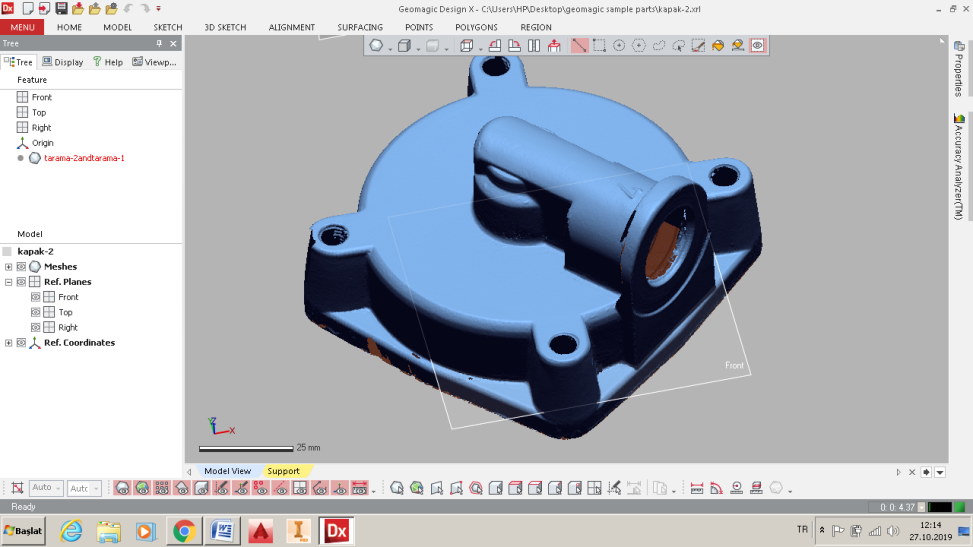 Dx
Geomagic Design X - C:\Users\HP\Desktop\geomagic sample parts\kapak-2.xrl
MENU HOME MODEL SKETCH 3D SKETCH ALIGNMENT SURFACING POINTS POLYGONS REGION
Tree
Tree Display Help Viewp...
Feature
Front
Top
Right
Origin
tarama-2andtarama-1
Model
kapak-2
Meshes
Ref. Planes
Front
Top
Right
Ref. Coordinates
Properties
Accuracy Analyzer(TM)
Front
X
25 mm
Model View Support
Auto Auto
Ready
0: 0: 4.37
Başlat
W
A
I
Dx
TR
12:14
27.10.2019